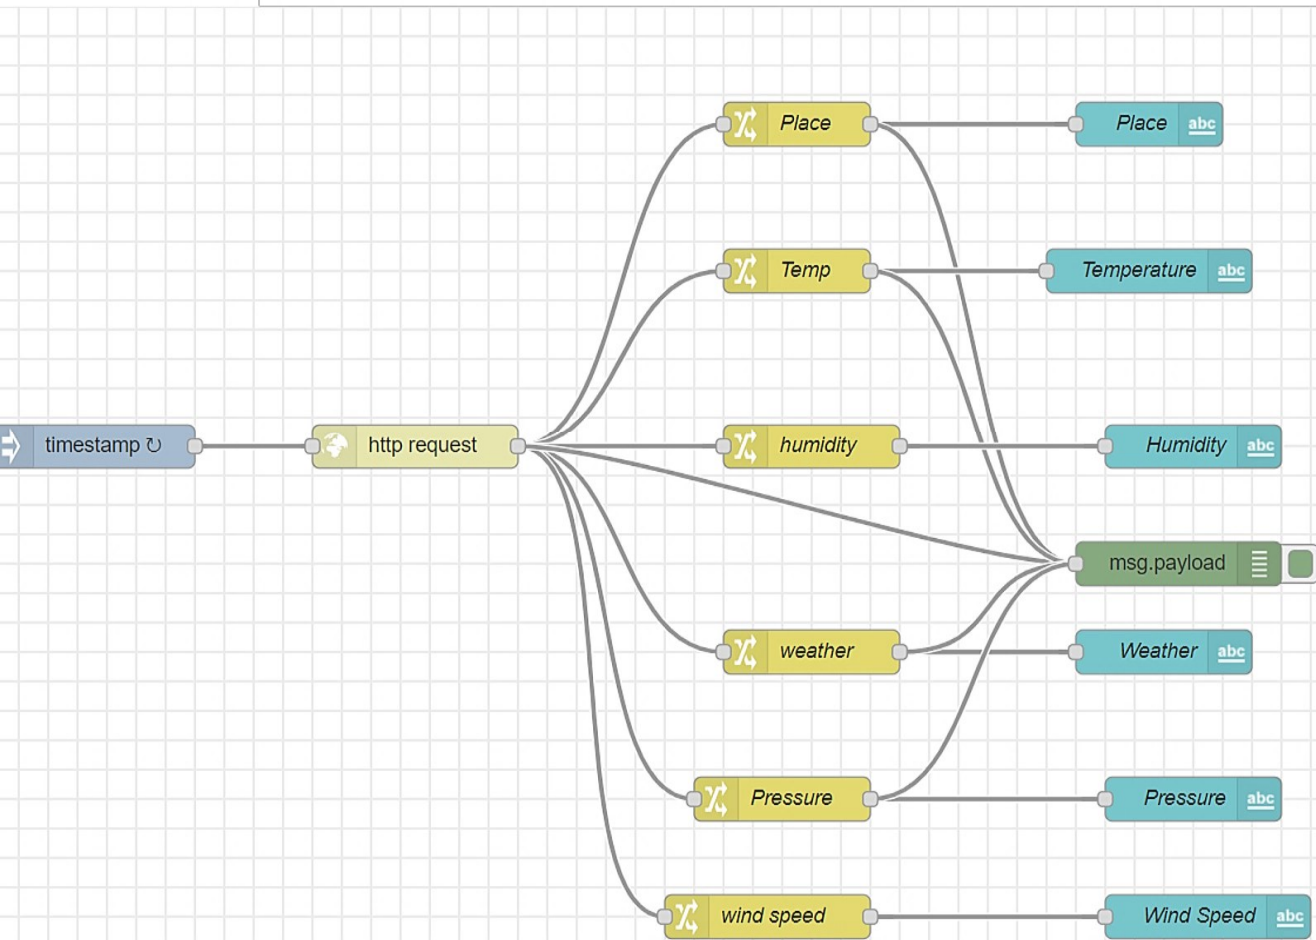 Place
Place abc
Temp
Temperature abc
timestamp ↻
http request
humidity
Humidity abc
msg.payload
weather
Weather abc
Pressure
Pressure abc
wind speed
Wind Speed abc